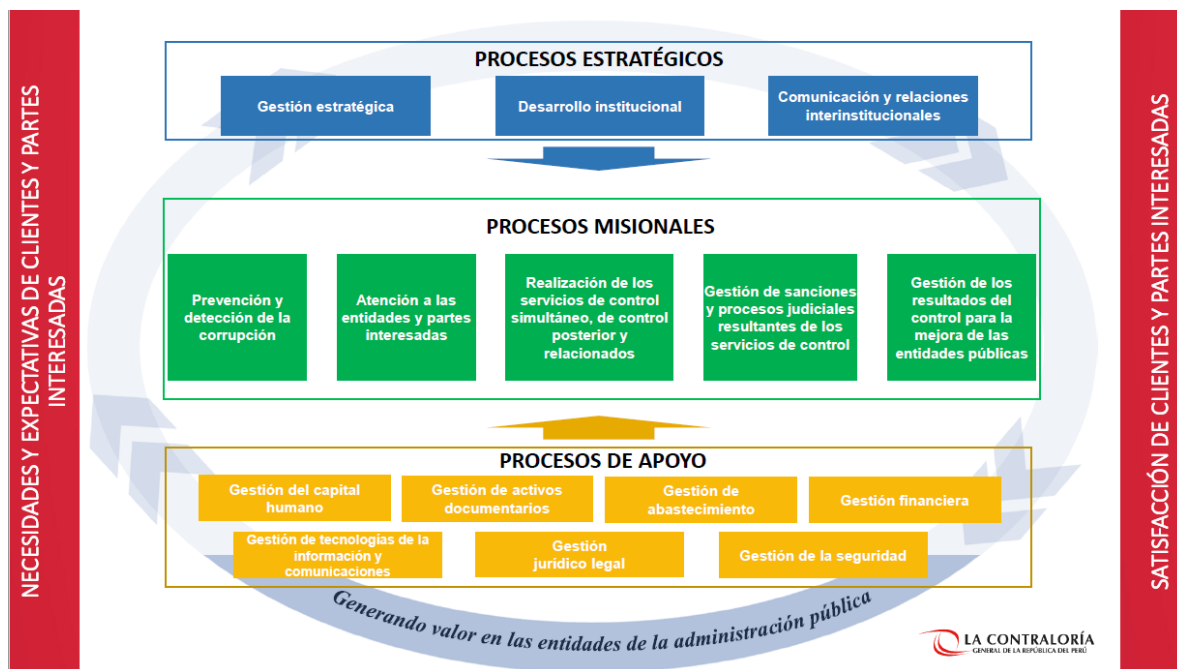 NECESIDADES Y EXPECTATIVAS DE CLIENTES Y PARTES
INTERESADAS
PROCESOS ESTRATÉGICOS
Gestión estratégica
Desarrollo institucional
Comunicación y relaciones
interinstitucionales
PROCESOS MISIONALES
Prevención y
detección de la
corrupción
Atención a las
entidades y partes
interesadas
Realización de los
servicios de control
simultáneo, de control
posterior y
relacionados
Gestión de sanciones
y procesos judiciales
resultantes de los
servicios de control
Gestión de los
resultados del
control para la
mejora de las
entidades públicas
PROCESOS DE APOYO
Gestión del capital
humano
Gestión de activos
documentarios
Gestión de
abastecimiento
Gestión financiera
Gestión de tecnologías de la
información y
comunicaciones
Gestión
jurídico legal
Gestión de la seguridad
Generando valor en las entidades de la administración pública
LA CONTRALORÍA
GENERAL DE LA REPÚBLICA DEL PERÚ
SATISFACCIÓN DE CLIENTES Y PARTES INTERESADAS